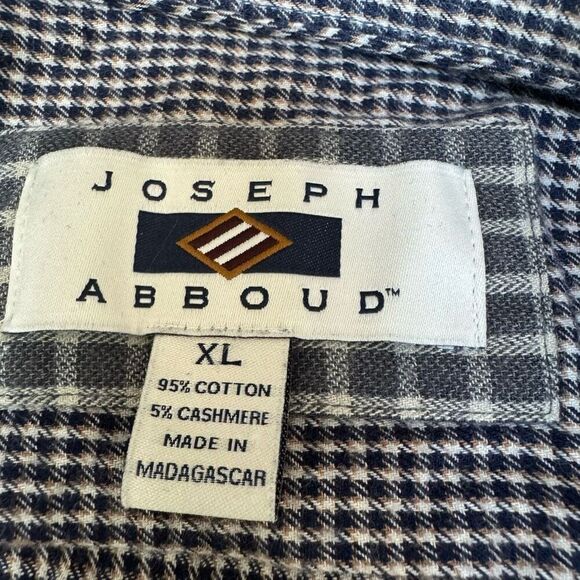 JOSEPH
ABBOUD™
XL
95% COTTON
5% CASHMERE
MADE IN
MADAGASCAR